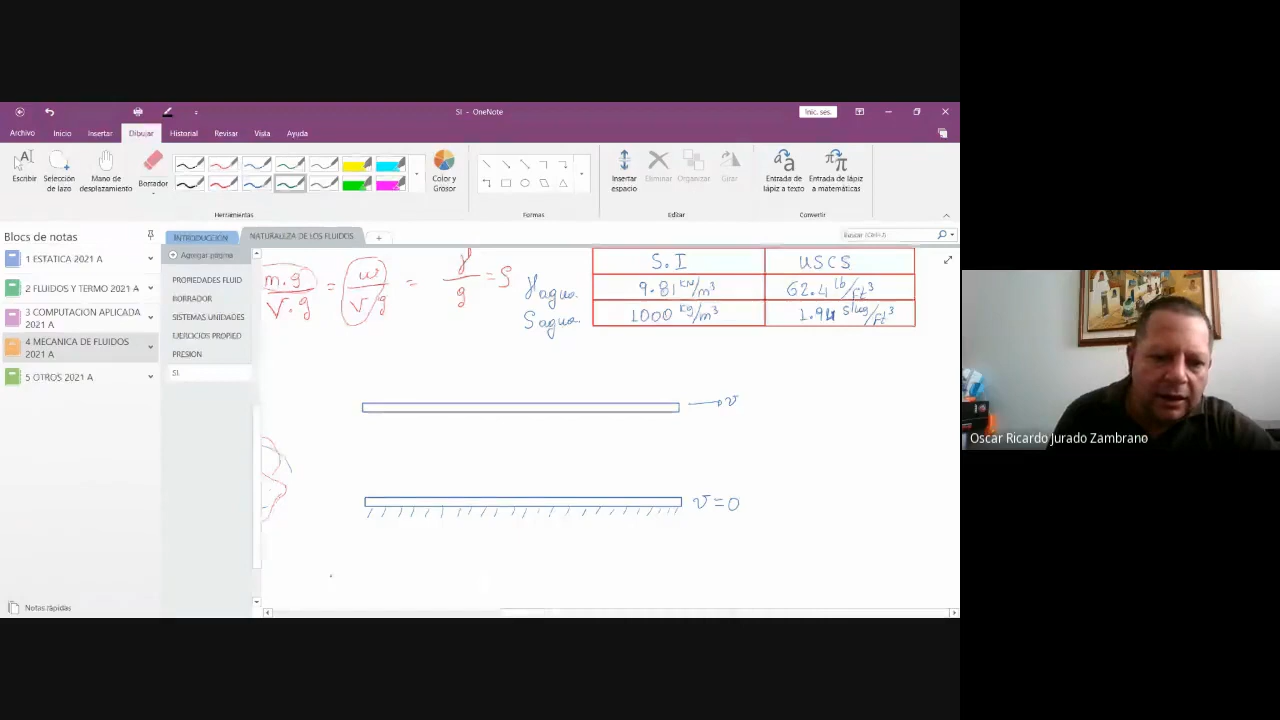 SI - OneNote
Inic. ses.
Archivo Inicio Insertar Dibujar Historial Revisar Vista Ayuda
Escribir
Selección de lazo
Mano de desplazamiento
Borrador
Color y Grosor
Insertar espacio
Eliminar
Organizar
Girar
Entrada de lápiz a texto
Entrada de lápiz a matemáticas
Herramientas
Formas
Editar
Convertir
Blocs de notas
INTRODUCCIÓN
NATURALEZA DE LOS FLUIDOS
+
Buscar (Ctrl+E)
1 ESTATICA 2021 A
2 FLUIDOS Y TERMO 2021 A
3 COMPUTACION APLICADA 2021 A
4 MECANICA DE FLUIDOS 2021 A
5 OTROS 2021 A
Agregar página
PROPIEDADES FLUID
BORRADOR
SISTEMAS UNIDADES
EJERCICIOS PROPIED
PRESION
SI
m.g / V.g = w / V/g = γ / g = ρ
S.I USCS
γagua 9.81 KN/m³ 62.4 lb/ft³
ρagua 1000 kg/m³ 1.94 slug/ft³
v
v=0
Notas rápidas
Oscar Ricardo Jurado Zambrano